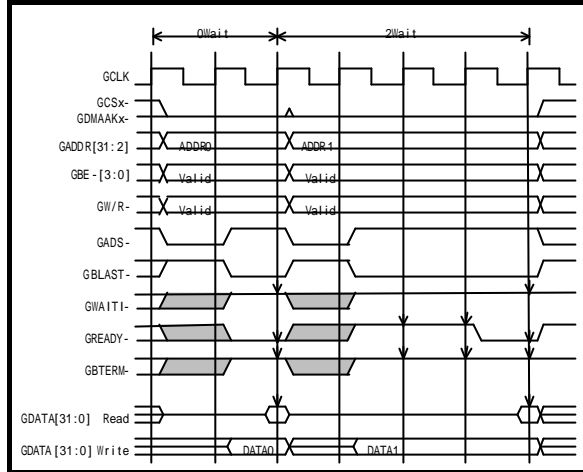 0Wait 2Wait
GCLK
GCSx-
GDMAAKx-
GADDR[31:2] ADDR0 ADDR1
GBE-[3:0] Valid Valid
GW/R- Valid Valid
GADS-
GBLAST-
GWAITI-
GREADY-
GBTERM-
GDATA[31:0] Read
GDATA[31:0] Write DATA0 DATA1